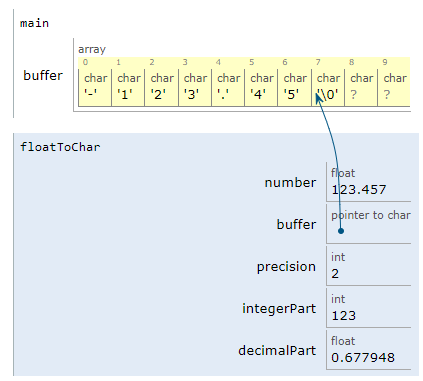 main
array
0 1 2 3 4 5 6 7 8 9
buffer
char char char char char char char char char char
'-' '1' '2' '3' '.' '4' '5' '\0' ? ?
floatToChar
float
number
123.457
pointer to char
buffer
int
precision
2
int
integerPart
123
float
decimalPart
0.677948